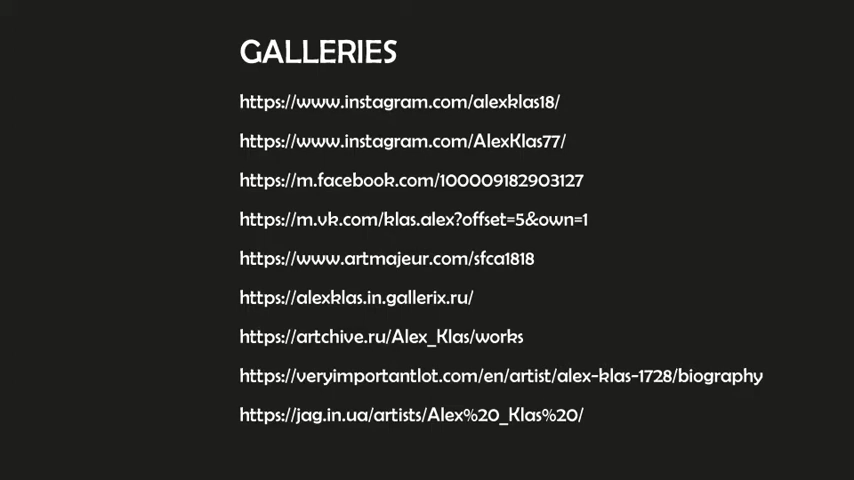 GALLERIES
https://www.instagram.com/alexklas18/
https://www.instagram.com/AlexKlas77/
https://m.facebook.com/100009182903127
https://m.vk.com/klas.alex?offset=5&own=1
https://www.artmajeur.com/sfca1818
https://alexklas.in.gallerix.ru/
https://artchive.ru/Alex_Klas/works
https://veryimportantlot.com/en/artist/alex-klas-1728/biography
https://jag.in.ua/artists/Alex%20_Klas%20/